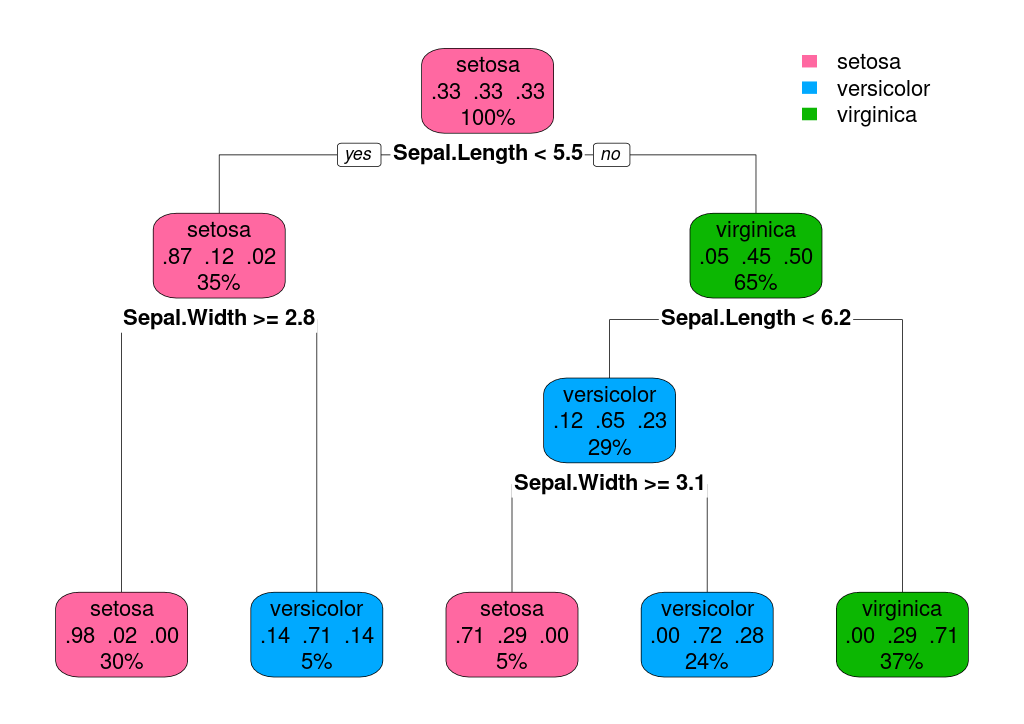 setosa
.33 .33 .33
100%
setosa
versicolor
virginica
yes Sepal.Length < 5.5 no
setosa
.87 .12 .02
35%
virginica
.05 .45 .50
65%
Sepal.Width >= 2.8
Sepal.Length < 6.2
versicolor
.12 .65 .23
29%
Sepal.Width >= 3.1
setosa
.98 .02 .00
30%
versicolor
.14 .71 .14
5%
setosa
.71 .29 .00
5%
versicolor
.00 .72 .28
24%
virginica
.00 .29 .71
37%